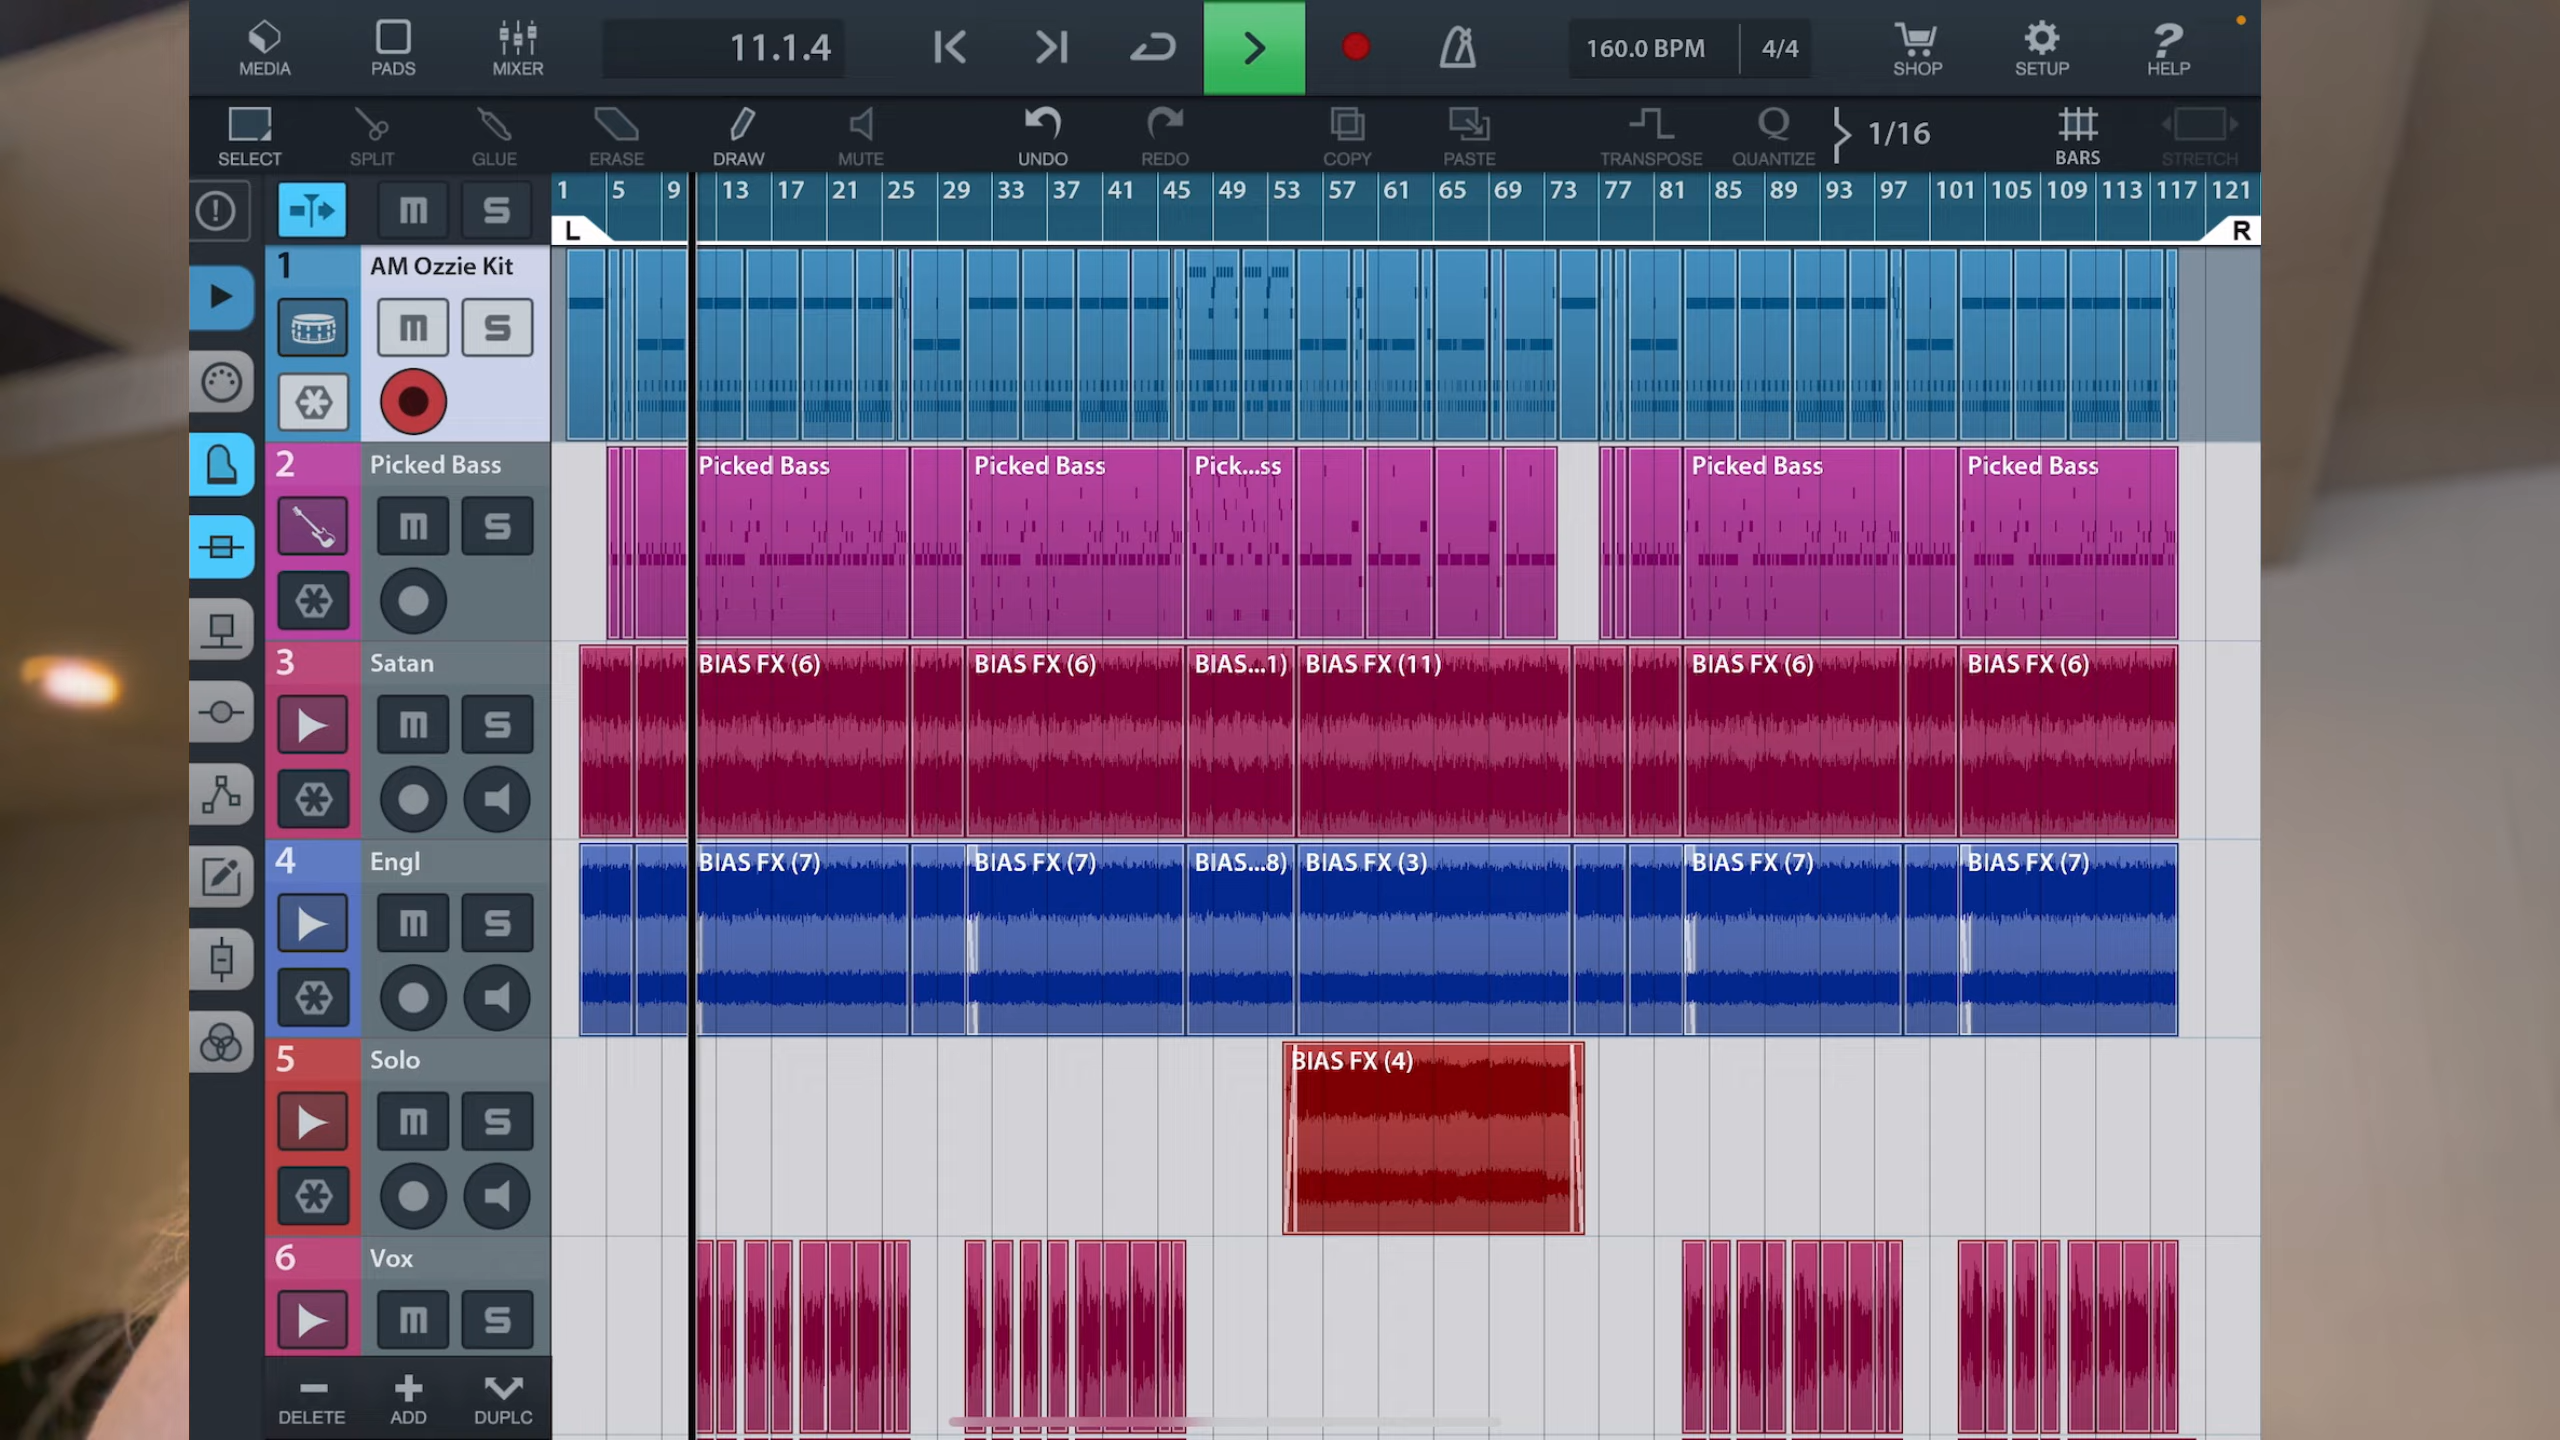 MEDIA PADS MIXER 11.1.4 160.0 BPM 4/4 SHOP SETUP ? HELP
SELECT SPLIT GLUE ERASE DRAW MUTE UNDO REDO COPY PASTE TRANSPOSE Q QUANTIZE 1/16 BARS STRETCH
M S 1 5 9 13 17 21 25 29 33 37 41 45 49 53 57 61 65 69 73 77 81 85 89 93 97 101 105 109 113 117 121
L R
1 AM Ozzie Kit
M S
2 Picked Bass Picked Bass Picked Bass Pick...ss Picked Bass Picked Bass
M S
3 Satan BIAS FX (6) BIAS FX (6) BIAS...1) BIAS FX (11) BIAS FX (6) BIAS FX (6)
M S
4 Engl BIAS FX (7) BIAS FX (7) BIAS...8) BIAS FX (3) BIAS FX (7) BIAS FX (7)
M S
5 Solo BIAS FX (4)
M S
6 Vox
M S
DELETE ADD DUPLC